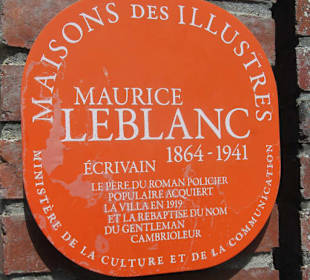 MAISONS DES ILLUSTRES
MAURICE
LEBLANC
ÉCRIVAIN 1864-1941
LE PÈRE DU ROMAN POLICIER
POPULAIRE ACQUIERT
LA VILLA EN 1919
ET LA REBAPTISE DU NOM
DU GENTLEMAN
CAMBRIOLEUR
MINISTÈRE DE LA CULTURE ET DE LA COMMUNICATION